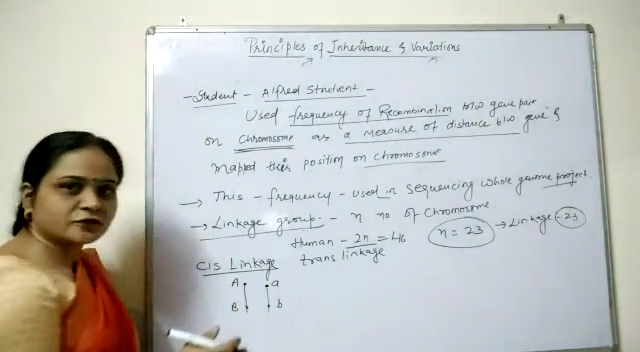 Principles of Inheritance & Variations
- Student - Alfred Strutvent -
Used frequency of Recombination b/w gene pair
on Chromosome as a measure of distance b/w gene &
mapped their position on Chromosome
→ This - frequency - used in sequencing whole genome project.
→ Linkage group - n no of Chromosome.
Human - 2n = 46 n = 23 → Linkage - 23
Cis Linkage trans linkage
A a
B b